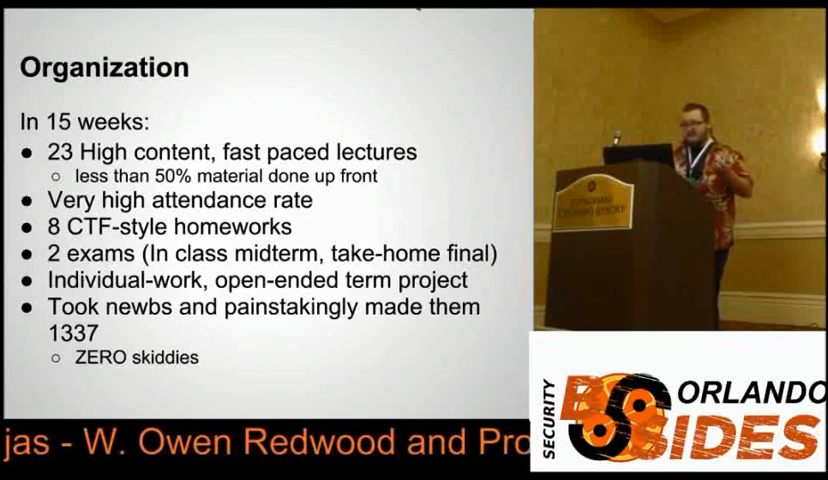 Organization
In 15 weeks:
● 23 High content, fast paced lectures
○ less than 50% material done up front
● Very high attendance rate
● 8 CTF-style homeworks
● 2 exams (In class midterm, take-home final)
● Individual-work, open-ended term project
● Took newbs and painstakingly made them
1337
○ ZERO skiddies
jas - W. Owen Redwood and Pro
SECURITY
BSIDES
ORLANDO